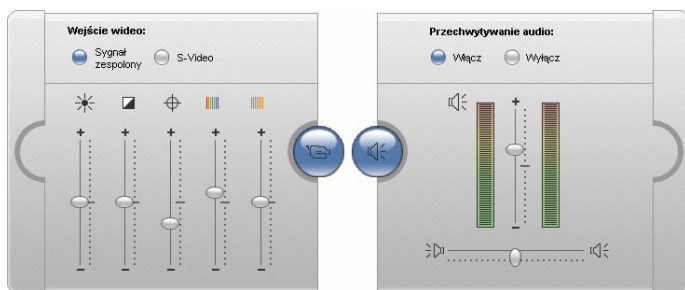 Wejście wideo:
Sygnał
zespolony
S-Video
Przechwytywanie audio:
Włącz
Wyłącz